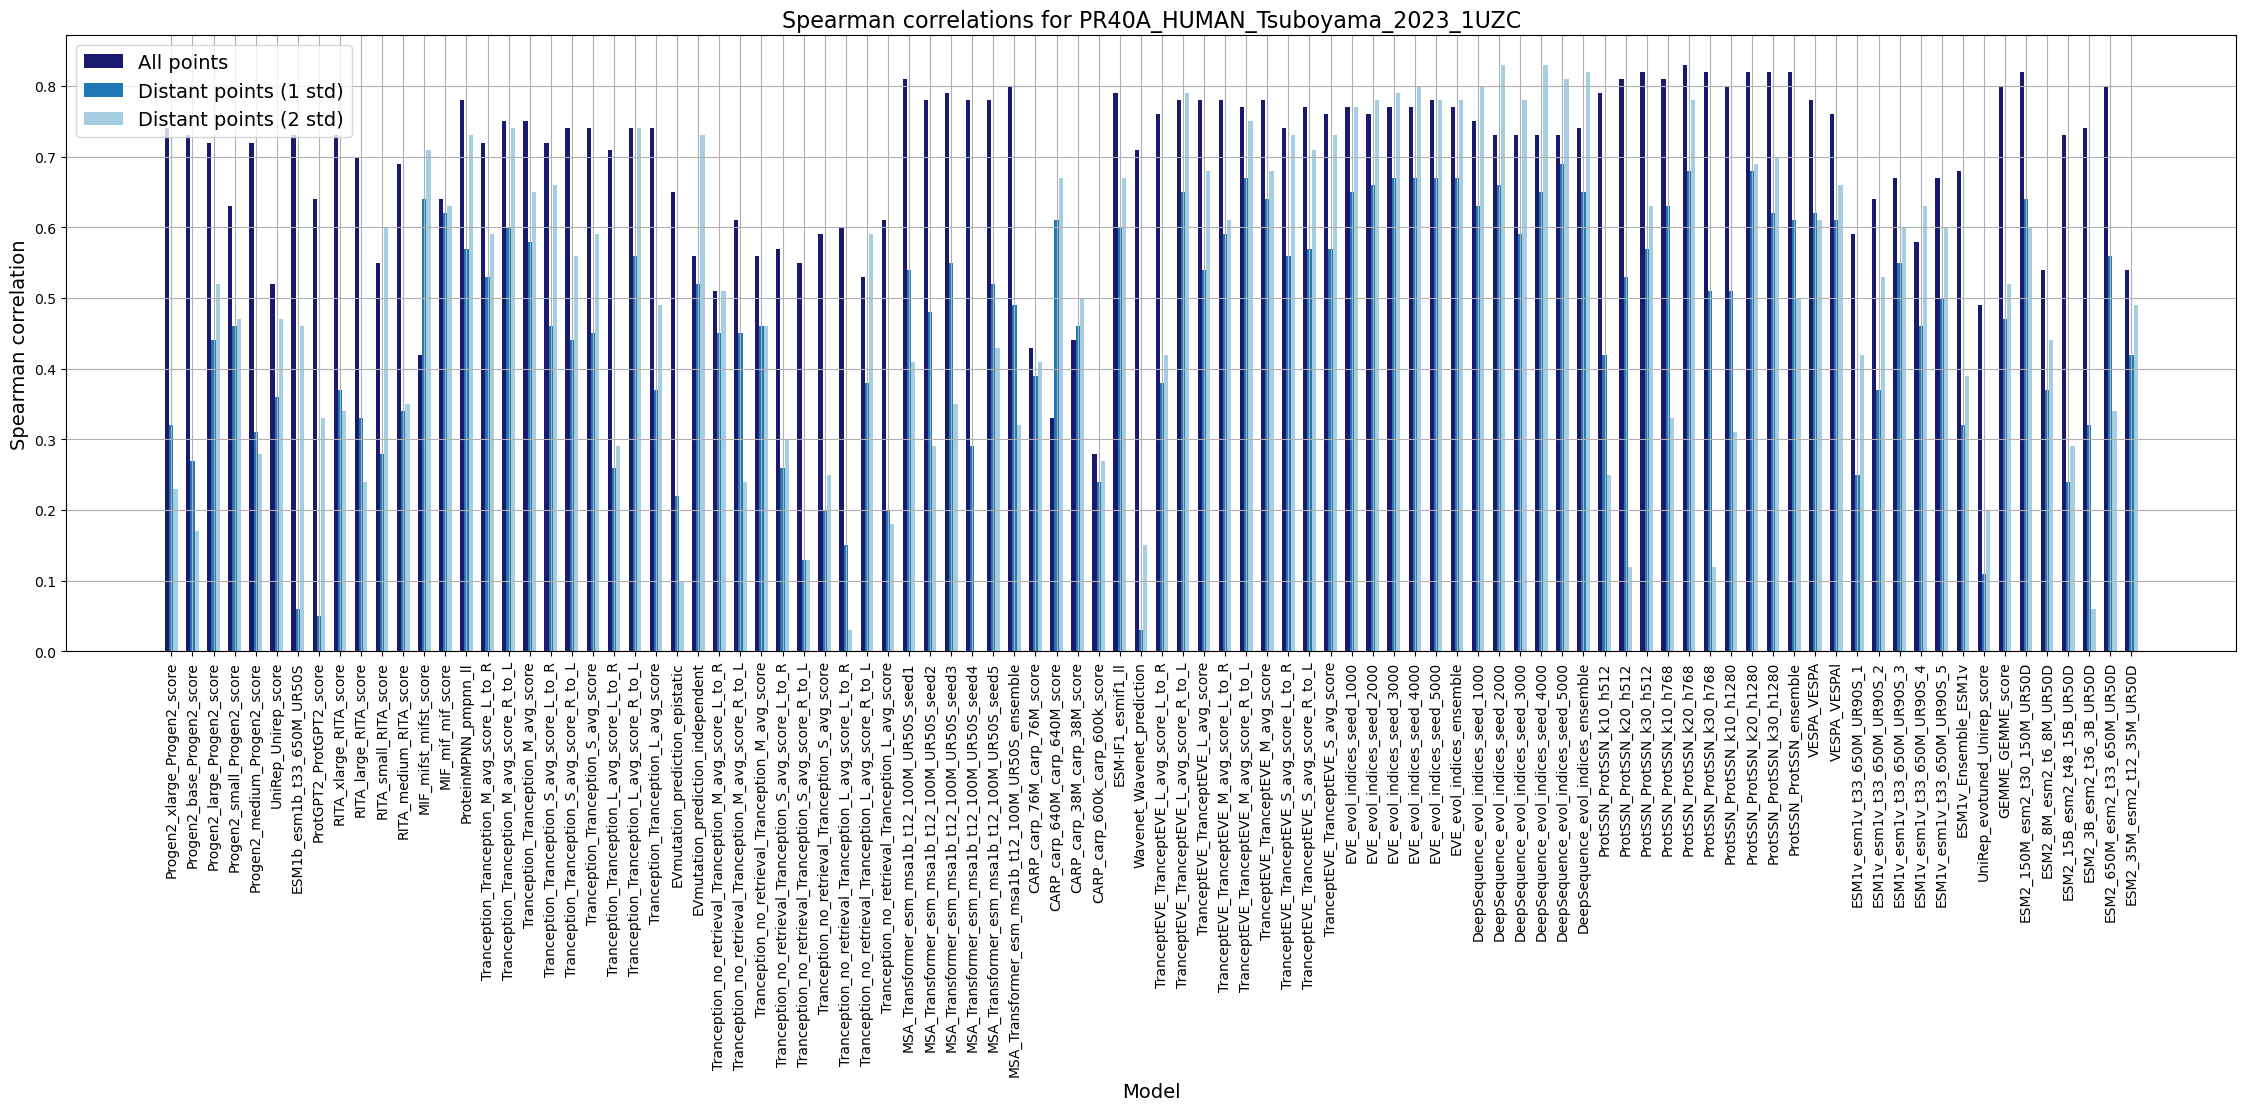 Spearman correlations for PR40A_HUMAN_Tsuboyama_2023_1UZC
All points
Distant points (1 std)
Distant points (2 std)
Spearman correlation
0.8
0.7
0.6
0.5
0.4
0.3
0.2
0.1
0.0
Progen2_xlarge_Progen2_score
Progen2_base_Progen2_score
Progen2_large_Progen2_score
Progen2_small_Progen2_score
Progen2_medium_Progen2_score
UniRep_Unirep_score
ESM1b_esm1b_t33_650M_UR50S
ProtGPT2_ProtGPT2_score
RITA_xlarge_RITA_score
RITA_large_RITA_score
RITA_small_RITA_score
RITA_medium_RITA_score
MIF_mifst_mifst_score
MIF_mif_mif_score
ProteinMPNN_pmpnn_ll
Tranception_Tranception_M_avg_score_L_to_R
Tranception_Tranception_M_avg_score_R_to_L
Tranception_Tranception_M_avg_score
Tranception_Tranception_S_avg_score_L_to_R
Tranception_Tranception_S_avg_score_R_to_L
Tranception_Tranception_S_avg_score
Tranception_Tranception_L_avg_score_L_to_R
Tranception_Tranception_L_avg_score_R_to_L
Tranception_Tranception_L_avg_score
EVmutation_prediction_epistatic
EVmutation_prediction_independent
Tranception_no_retrieval_Tranception_M_avg_score_L_to_R
Tranception_no_retrieval_Tranception_M_avg_score_R_to_L
Tranception_no_retrieval_Tranception_M_avg_score
Tranception_no_retrieval_Tranception_S_avg_score_L_to_R
Tranception_no_retrieval_Tranception_S_avg_score_R_to_L
Tranception_no_retrieval_Tranception_S_avg_score
Tranception_no_retrieval_Tranception_L_avg_score_L_to_R
Tranception_no_retrieval_Tranception_L_avg_score_R_to_L
Tranception_no_retrieval_Tranception_L_avg_score
MSA_Transformer_esm_msa1b_t12_100M_UR50S_seed1
MSA_Transformer_esm_msa1b_t12_100M_UR50S_seed2
MSA_Transformer_esm_msa1b_t12_100M_UR50S_seed3
MSA_Transformer_esm_msa1b_t12_100M_UR50S_seed4
MSA_Transformer_esm_msa1b_t12_100M_UR50S_seed5
MSA_Transformer_esm_msa1b_t12_100M_UR50S_ensemble
CARP_carp_76M_carp_76M_score
CARP_carp_640M_carp_640M_score
CARP_carp_38M_carp_38M_score
CARP_carp_600k_carp_600k_score
ESM-IF1_esmif1_ll
Wavenet_Wavenet_prediction
TranceptEVE_TranceptEVE_L_avg_score_L_to_R
TranceptEVE_TranceptEVE_L_avg_score_R_to_L
TranceptEVE_TranceptEVE_L_avg_score
TranceptEVE_TranceptEVE_M_avg_score_L_to_R
TranceptEVE_TranceptEVE_M_avg_score_R_to_L
TranceptEVE_TranceptEVE_M_avg_score
TranceptEVE_TranceptEVE_S_avg_score_L_to_R
TranceptEVE_TranceptEVE_S_avg_score_R_to_L
TranceptEVE_TranceptEVE_S_avg_score
EVE_evol_indices_seed_1000
EVE_evol_indices_seed_2000
EVE_evol_indices_seed_3000
EVE_evol_indices_seed_4000
EVE_evol_indices_seed_5000
EVE_evol_indices_ensemble
DeepSequence_evol_indices_seed_1000
DeepSequence_evol_indices_seed_2000
DeepSequence_evol_indices_seed_3000
DeepSequence_evol_indices_seed_4000
DeepSequence_evol_indices_seed_5000
DeepSequence_evol_indices_ensemble
ProtSSN_ProtSSN_k10_h512
ProtSSN_ProtSSN_k20_h512
ProtSSN_ProtSSN_k30_h512
ProtSSN_ProtSSN_k10_h768
ProtSSN_ProtSSN_k20_h768
ProtSSN_ProtSSN_k30_h768
ProtSSN_ProtSSN_k10_h1280
ProtSSN_ProtSSN_k20_h1280
ProtSSN_ProtSSN_k30_h1280
ProtSSN_ProtSSN_ensemble
VESPA_VESPA
VESPA_VESPAl
ESM1v_esm1v_t33_650M_UR90S_1
ESM1v_esm1v_t33_650M_UR90S_2
ESM1v_esm1v_t33_650M_UR90S_3
ESM1v_esm1v_t33_650M_UR90S_4
ESM1v_esm1v_t33_650M_UR90S_5
ESM1v_Ensemble_ESM1v
UniRep_evotuned_Unirep_score
GEMME_GEMME_score
ESM2_150M_esm2_t30_150M_UR50D
ESM2_8M_esm2_t6_8M_UR50D
ESM2_15B_esm2_t48_15B_UR50D
ESM2_3B_esm2_t36_3B_UR50D
ESM2_650M_esm2_t33_650M_UR50D
ESM2_35M_esm2_t12_35M_UR50D
Model